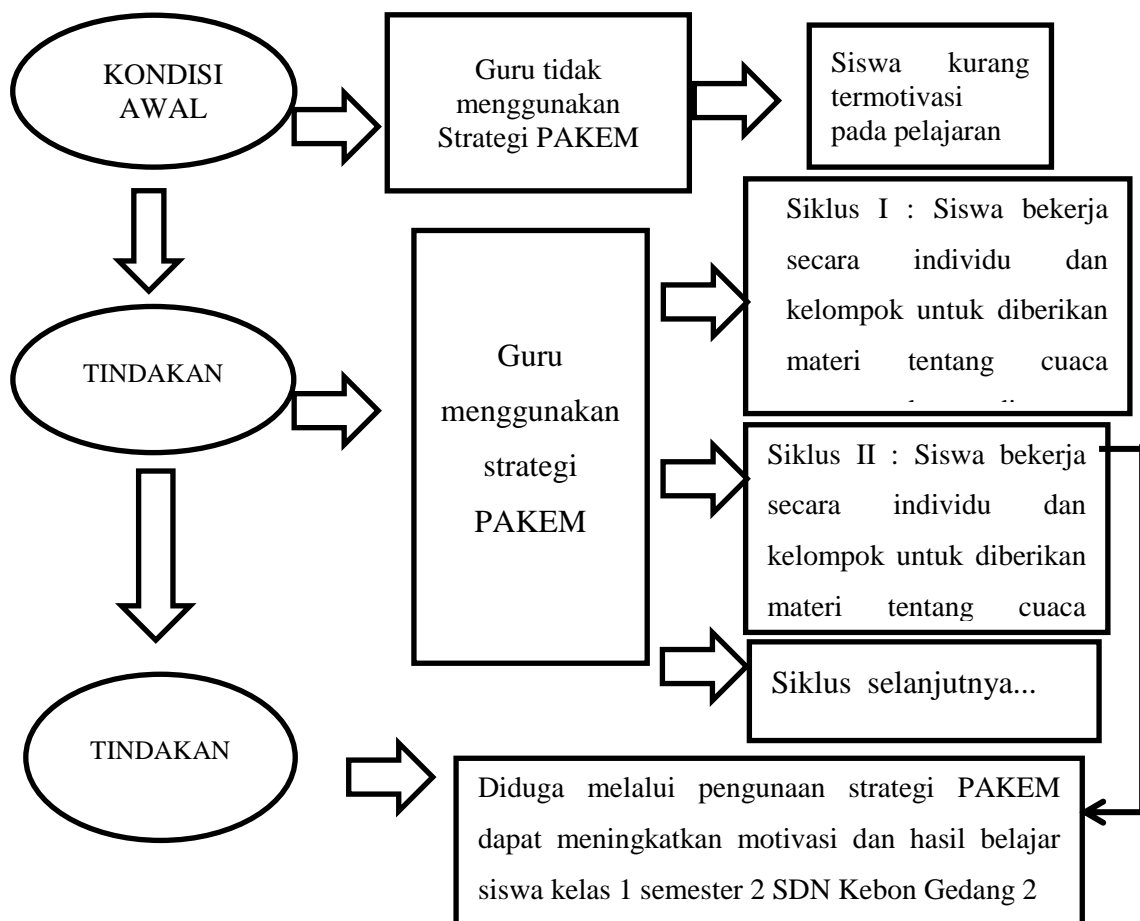 KONDISI
AWAL
Guru tidak
menggunakan
Strategi PAKEM
Siswa kurang
termotivasi
pada pelajaran
TINDAKAN
Guru
menggunakan
strategi
PAKEM
Siklus I : Siswa bekerja
secara individu dan
kelompok untuk diberikan
materi tentang cuaca
Siklus II : Siswa bekerja
secara individu dan
kelompok untuk diberikan
materi tentang cuaca
Siklus selanjutnya...
TINDAKAN
Diduga melalui pengunaan strategi PAKEM
dapat meningkatkan motivasi dan hasil belajar
siswa kelas 1 semester 2 SDN Kebon Gedang 2